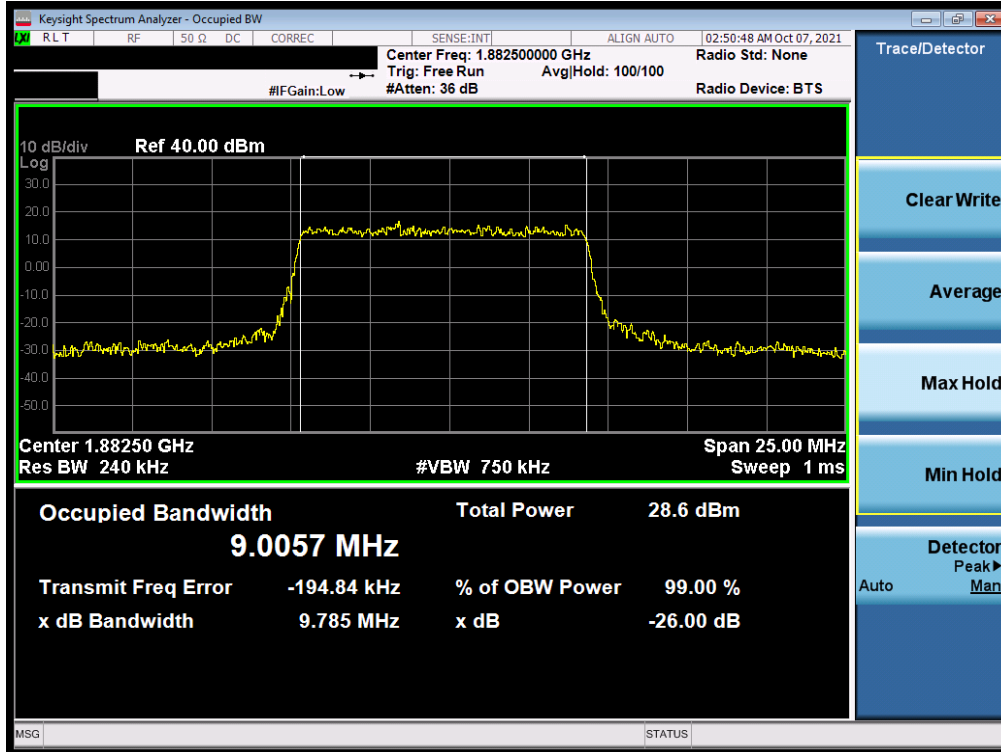 Keysight Spectrum Analyzer - Occupied BW
LXI RLT RF 50 Ω DC CORREC SENSE:INT ALIGN AUTO 02:50:48 AM Oct 07, 2021
Center Freq: 1.882500000 GHz Radio Std: None
Trig: Free Run Avg|Hold: 100/100
#IFGain:Low #Atten: 36 dB Radio Device: BTS
Trace/Detector
10 dB/div Ref 40.00 dBm
Log
30.0
20.0
10.0
0.00
-10.0
-20.0
-30.0
-40.0
-50.0
Center 1.88250 GHz Span 25.00 MHz
Res BW 240 kHz #VBW 750 kHz Sweep 1 ms
Occupied Bandwidth Total Power 28.6 dBm
9.0057 MHz
Transmit Freq Error -194.84 kHz % of OBW Power 99.00 %
x dB Bandwidth 9.785 MHz x dB -26.00 dB
Clear Write
Average
Max Hold
Min Hold
Detector
Peak▶
Auto Man
MSG STATUS